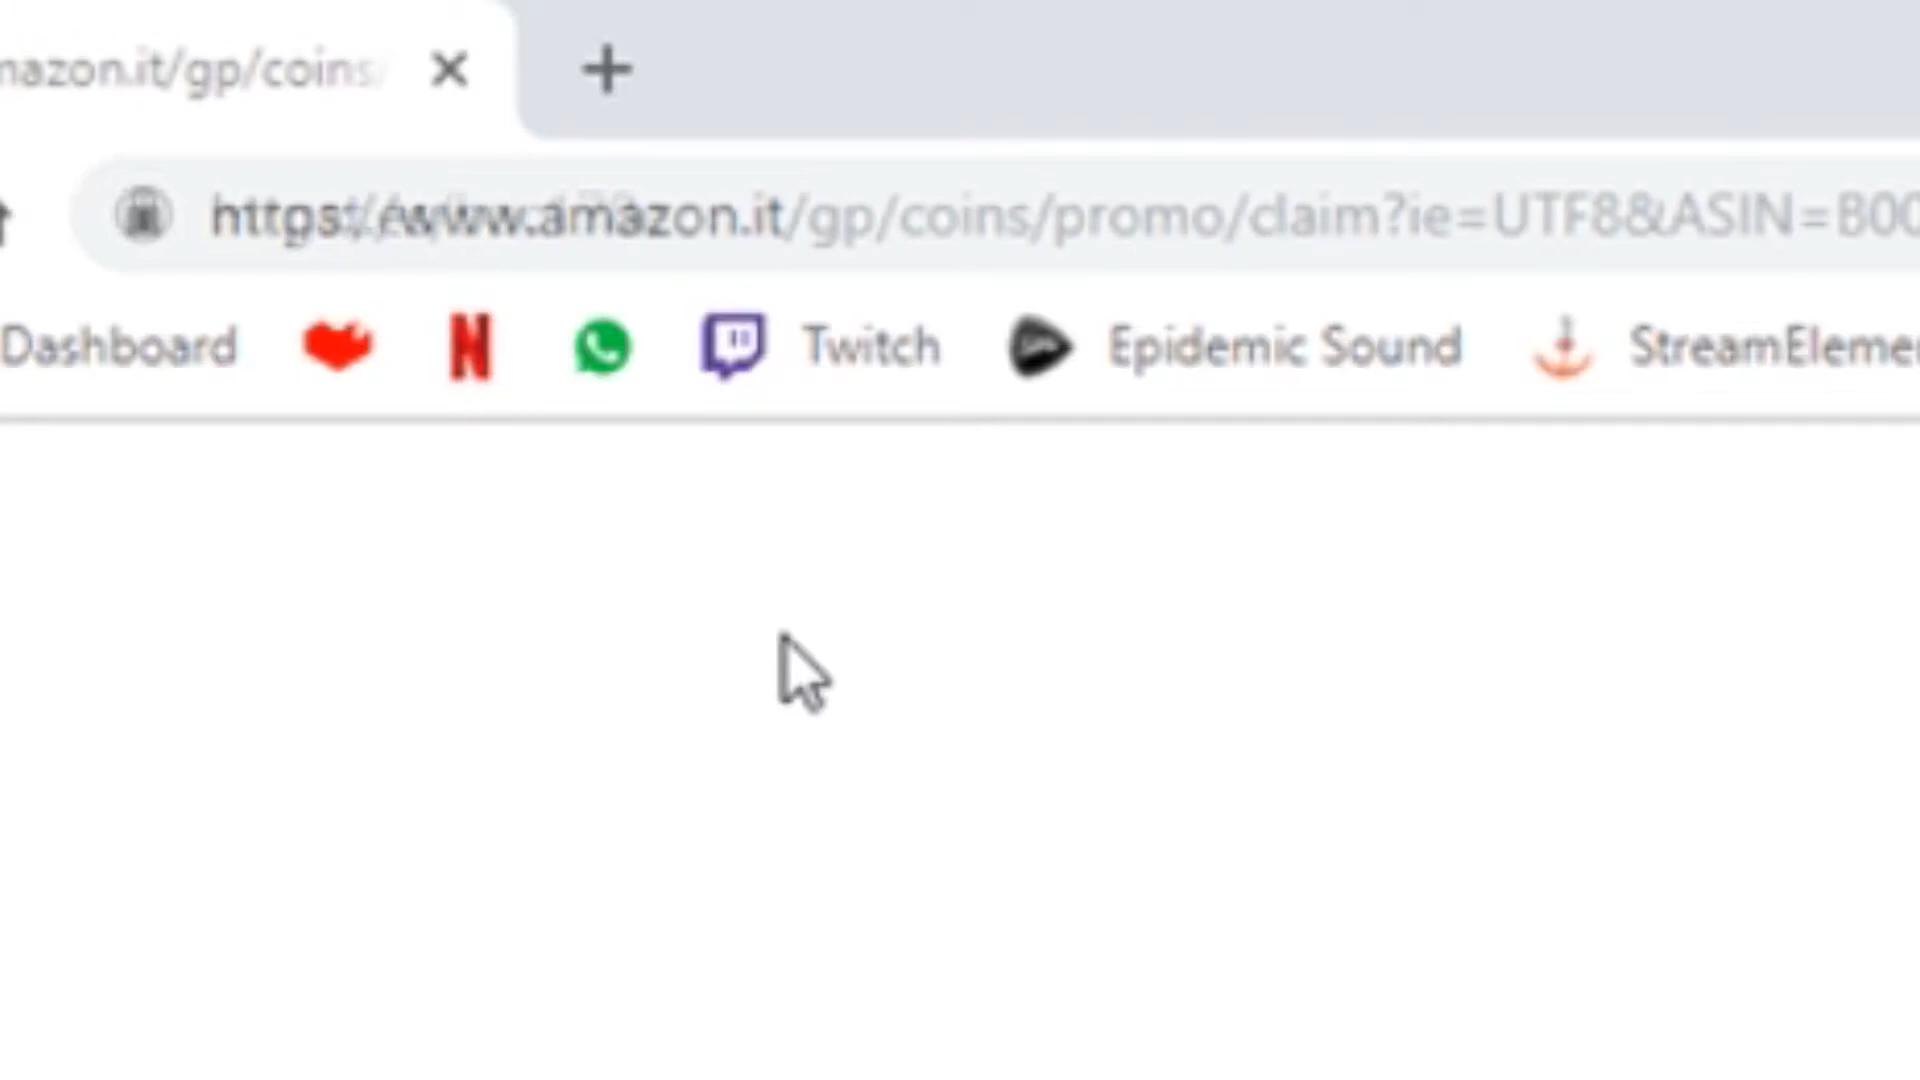 mazon.it/gp/coins/
https://www.amazon.it/gp/coins/promo/claim?ie=UTF8&ASIN=B00
Dashboard Twitch Epidemic Sound StreamElemen